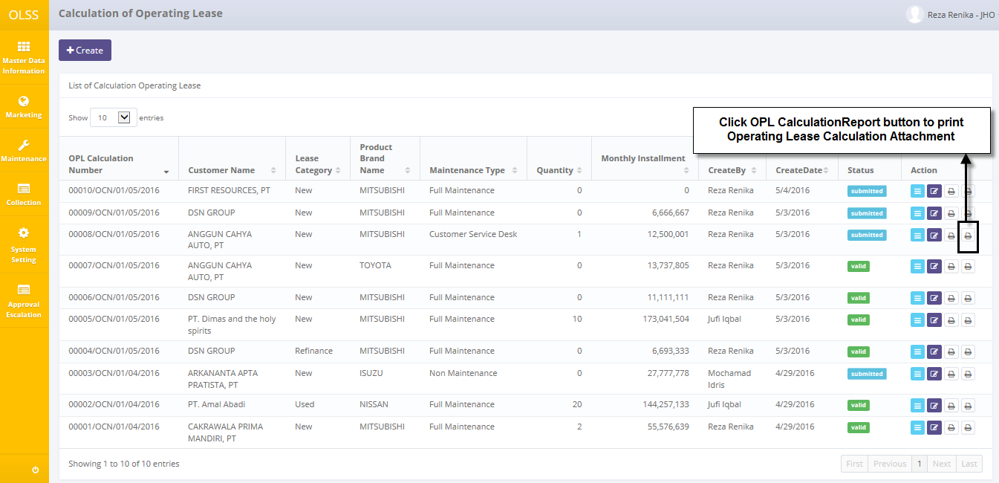 OLSS
Calculation of Operating Lease
Reza Renika - JHO
Master Data
Information
Marketing
Maintenance
Collection
System
Setting
Approval
Escalation
+ Create
List of Calculation Operating Lease
Show 10 entries
Click OPL CalculationReport button to print
Operating Lease Calculation Attachment
OPL Calculation
Number
Customer Name
Lease
Category
Product
Brand
Name
Maintenance Type
Quantity
Monthly Installment
CreateBy
CreateDate
Status
Action
00010/OCN/01/05/2016 FIRST RESOURCES, PT New MITSUBISHI Full Maintenance 0 0 Reza Renika 5/4/2016 submitted
00009/OCN/01/05/2016 DSN GROUP New MITSUBISHI Full Maintenance 0 6,666,667 Reza Renika 5/3/2016 submitted
00008/OCN/01/05/2016 ANGGUN CAHYA New MITSUBISHI Customer Service Desk 1 12,500,001 Reza Renika 5/3/2016 submitted
AUTO, PT
00007/OCN/01/05/2016 ANGGUN CAHYA New TOYOTA Full Maintenance 0 13,737,805 Reza Renika 5/3/2016 valid
AUTO, PT
00006/OCN/01/05/2016 DSN GROUP New MITSUBISHI Full Maintenance 0 11,111,111 Reza Renika 5/3/2016 valid
00005/OCN/01/05/2016 PT. Dimas and the holy New MITSUBISHI Full Maintenance 10 173,041,504 Jufi Iqbal 5/3/2016 valid
spirits
00004/OCN/01/05/2016 DSN GROUP Refinance MITSUBISHI Full Maintenance 0 6,693,333 Reza Renika 5/3/2016 valid
00003/OCN/01/04/2016 ARKANANTA APTA New ISUZU Non Maintenance 0 27,777,778 Mochamad 4/29/2016 submitted
PRATISTA, PT Idris
00002/OCN/01/04/2016 PT. Amal Abadi Used NISSAN Full Maintenance 20 144,257,133 Jufi Iqbal 4/29/2016 valid
00001/OCN/01/04/2016 CAKRAWALA PRIMA New MITSUBISHI Full Maintenance 2 55,576,639 Reza Renika 4/29/2016 valid
MANDIRI, PT
Showing 1 to 10 of 10 entries
First Previous 1 Next Last